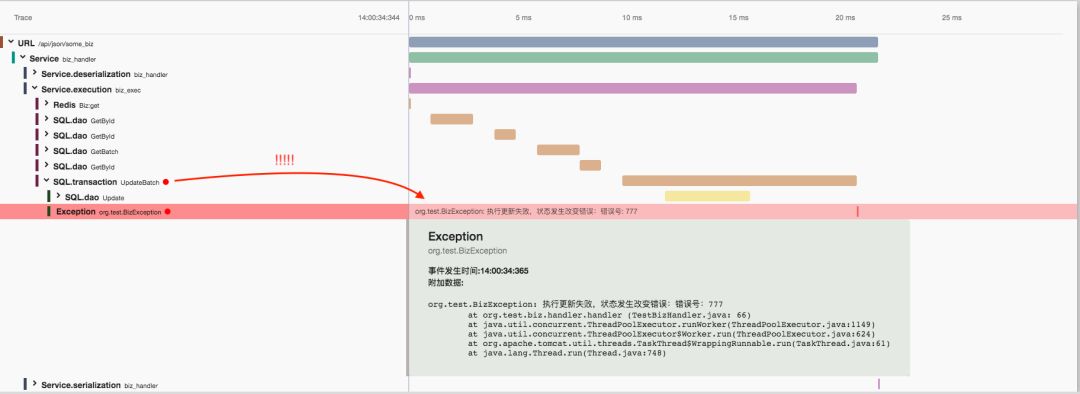 Trace 14:00:34:344 0 ms 5 ms 10 ms 15 ms 20 ms 25 ms
URL /api/json/some_biz
Service biz_handler
Service.deserialization biz_handler
Service.execution biz_exec
Redis Biz:get
SQL.dao GetById
SQL.dao GetById
SQL.dao GetBatch
SQL.dao GetById
!!!!!
SQL.transaction UpdateBatch
SQL.dao Update
Exception org.test.BizException org.test.BizException: 执行更新失败，状态发生改变错误：错误号: 777
Exception
org.test.BizException
事件发生时间:14:00:34:365
附加数据:
org.test.BizException: 执行更新失败，状态发生改变错误：错误号：777
at org.test.biz.handler.handler (TestBizHandler.java: 66)
at java.util.concurrent.ThreadPoolExecutor.runWorker(ThreadPoolExecutor.java:1149)
at java.util.concurrent.ThreadPoolExecutor$Worker.run(ThreadPoolExecutor.java:624)
at org.apache.tomcat.util.threads.TaskThread$WrappingRunnable.run(TaskThread.java:61)
at java.lang.Thread.run(Thread.java:748)
Service.serialization biz_handler